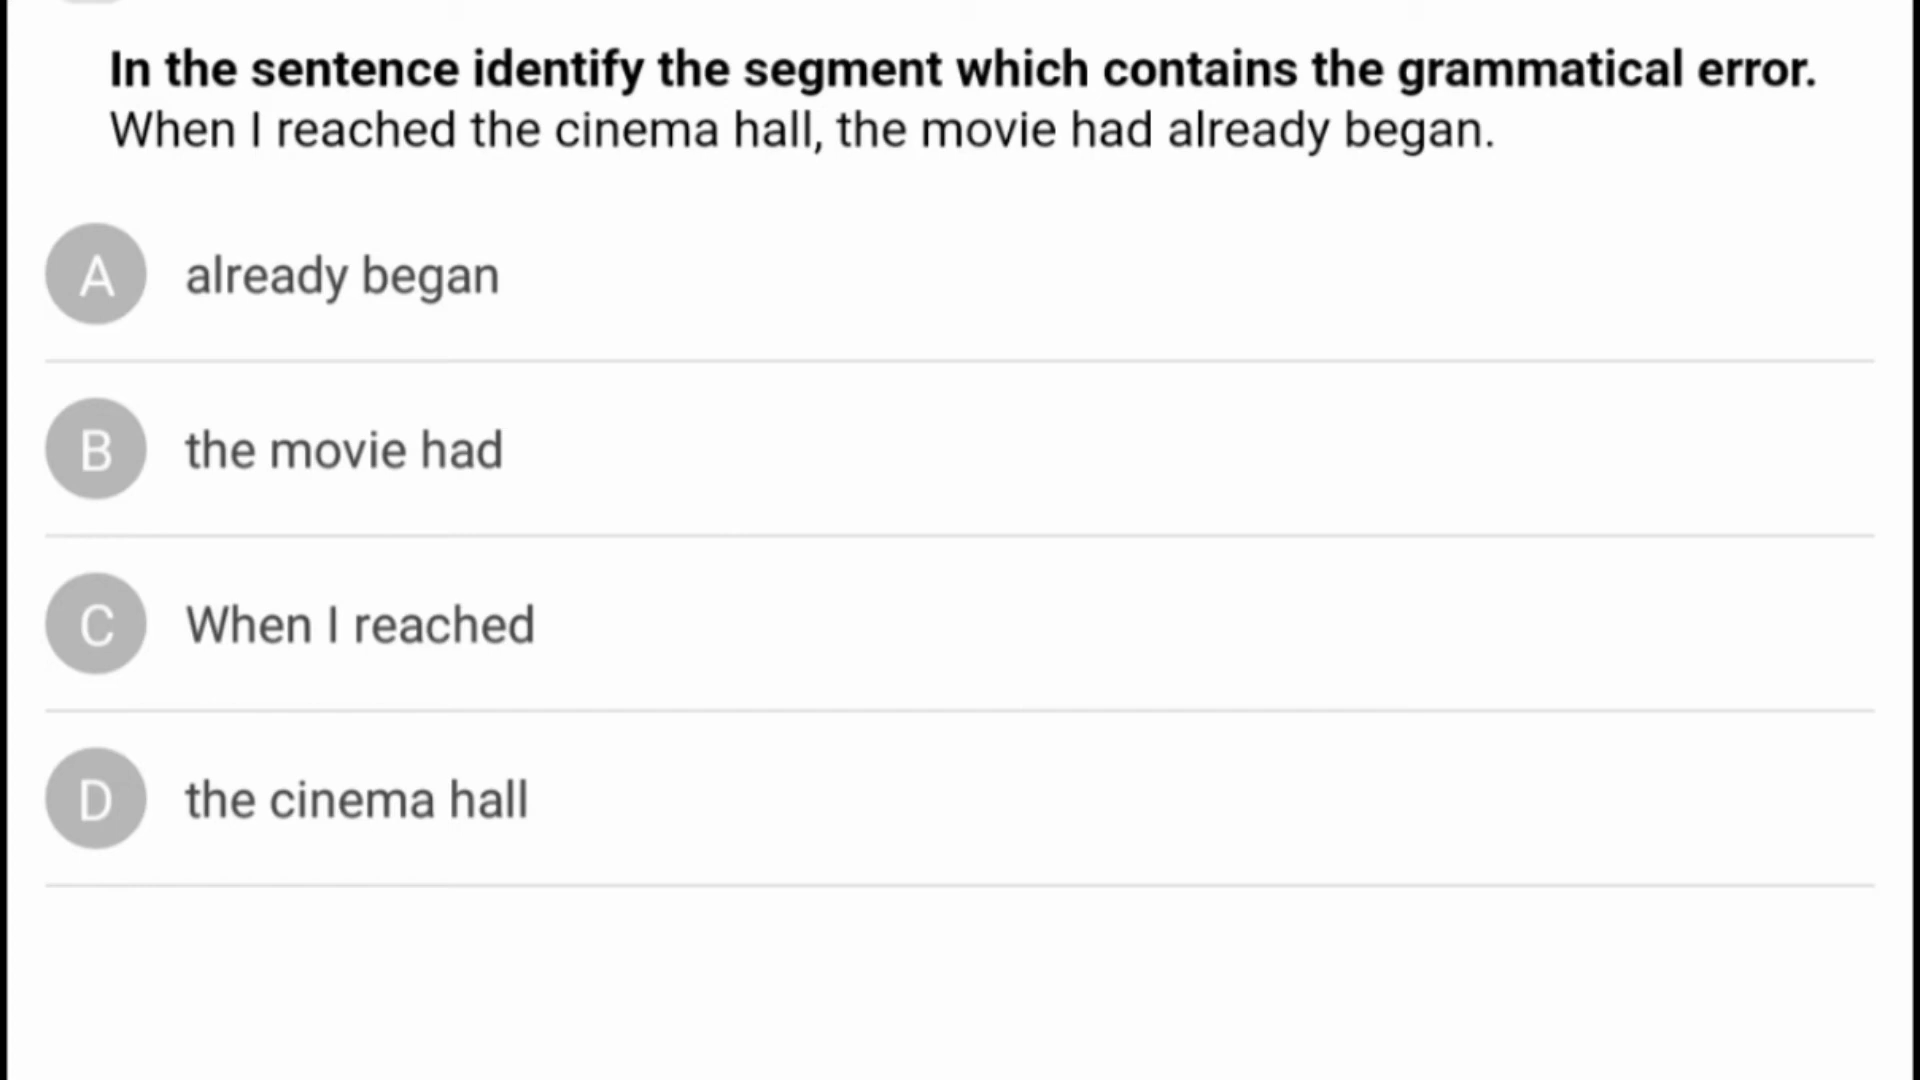 In the sentence identify the segment which contains the grammatical error.
When I reached the cinema hall, the movie had already began.
A already began
B the movie had
C When I reached
D the cinema hall